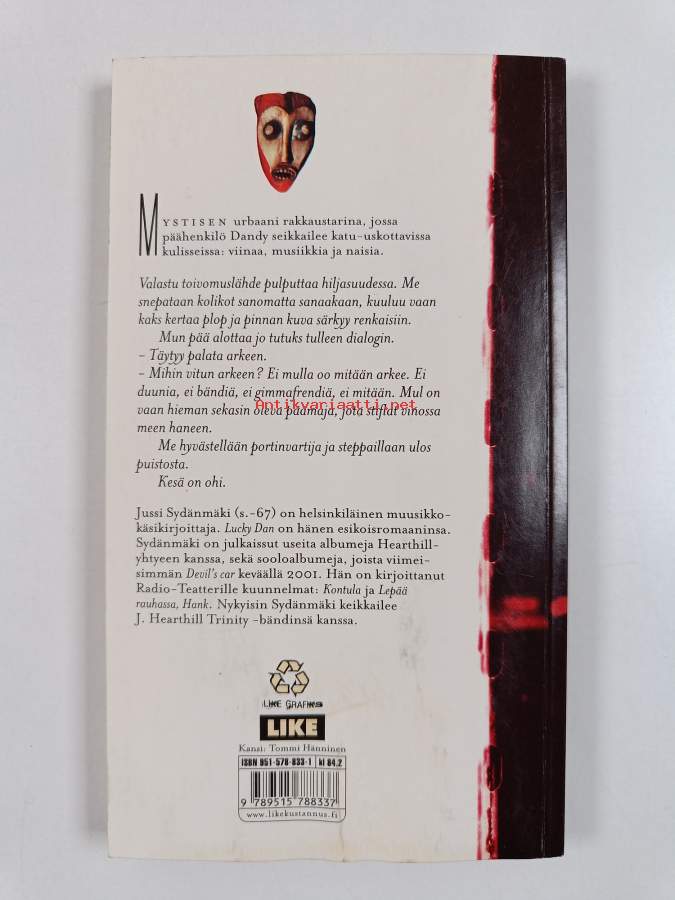 MYSTISEN urbaani rakkaustarina, jossa
päähenkilö Dandy seikkailee katu-uskottavissa
kulisseissa: viinaa, musiikkia ja naisia.
Valastu toivomuslähde pulputtaa hiljasuudessa. Me
snepataan kolikot sanomatta sanaakaan, kuuluu vaan
kaks kertaa plop ja pinnan kuva särkyy renkaisiin.
Mun pää alottaa jo tutuks tulleen dialogin.
– Täytyy palata arkeen.
– Mihin vitun arkeen? Ei mulla oo mitään arkee. Ei
duunia, ei bändiä, ei gimmafrendiä, ei mitään. Mul on
vaan hieman sekasin oleva päämaja, jota stiflat vihossa
meen haneen.
Antikvariaatti.net
Me hyvästellään portinvartija ja steppaillaan ulos
puistosta.
Kesä on ohi.
Jussi Sydänmäki (s.-67) on helsinkiläinen muusikko-
käsikirjoittaja. Lucky Dan on hänen esikoisromaaninsa.
Sydänmäki on julkaissut useita albumeja Hearthill-
yhtyeen kanssa, sekä sooloalbumeja, joista viimei-
simmän Devil's car keväällä 2001. Hän on kirjoittanut
Radio-Teatterille kuunnelmat: Kontula ja Lepää
rauhassa, Hank. Nykyisin Sydänmäki keikkailee
J. Hearthill Trinity -bändinsä kanssa.
LIKE GRAFIKS
LIKE
Kansi: Tommi Hänninen
ISBN 951-578-833-1 kl 84.2
9 789515 788337
www.likekustannus.fi